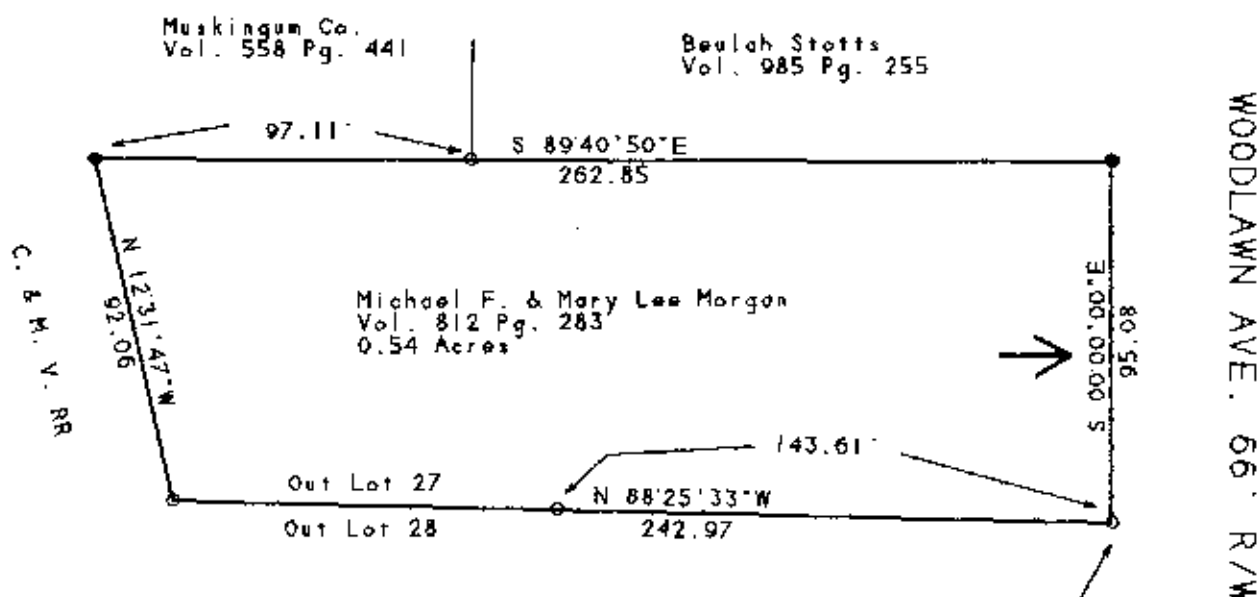 Muskingum Co.
Vol. 558 Pg. 441
Beulah Stotts
Vol. 985 Pg. 255
97.11'
S 89°40'50"E
262.85
N 12°31'47"W
92.06
C. & M. V. RR
Michael F. & Mary Lee Morgan
Vol. 812 Pg. 283
0.54 Acres
S 00°00'00"E
95.08
WOODLAWN AVE. 66' R/W
143.61'
Out Lot 27
N 88°25'33"W
Out Lot 28
242.97